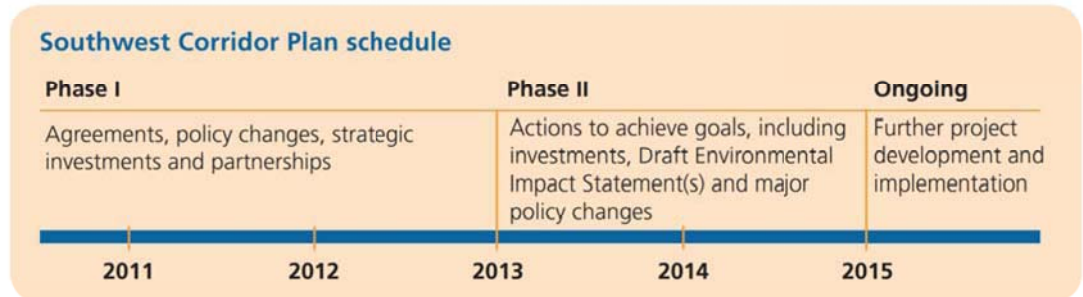 Southwest Corridor Plan schedule
Phase I
Agreements, policy changes, strategic
investments and partnerships
Phase II
Actions to achieve goals, including
investments, Draft Environmental
Impact Statement(s) and major
policy changes
Ongoing
Further project
development and
implementation
2011 2012 2013 2014 2015